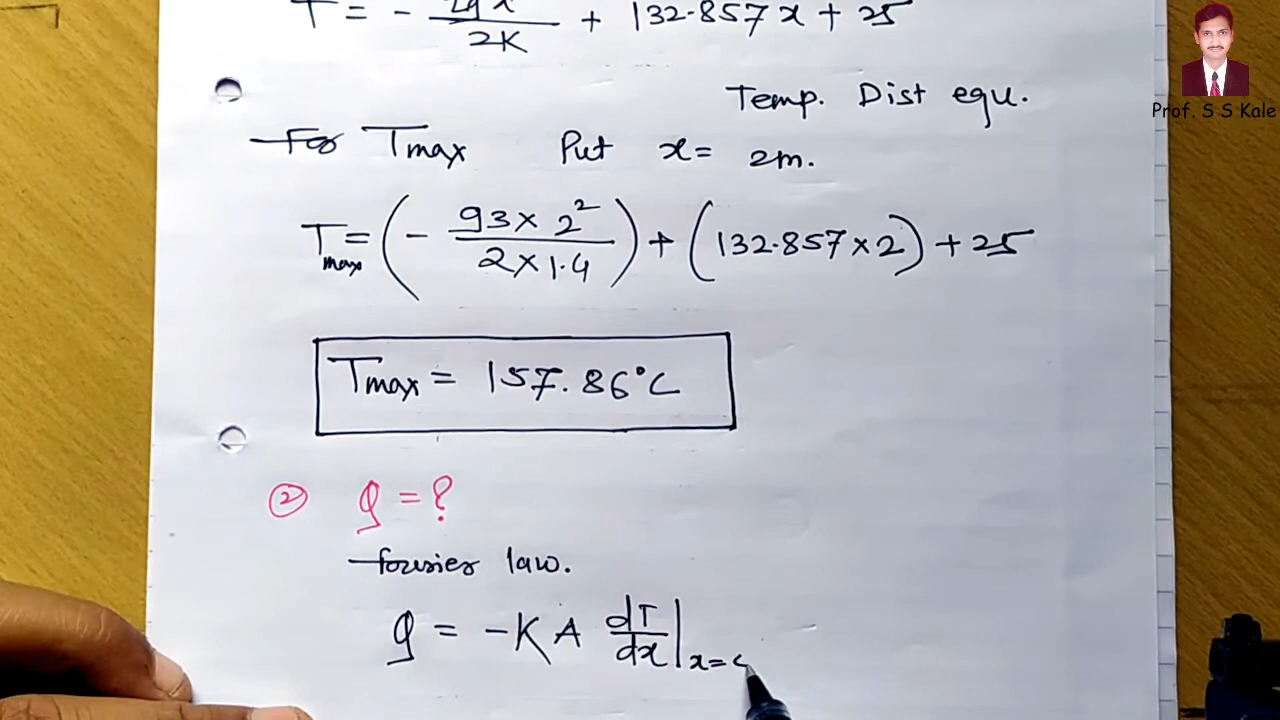 T = - qgx² / 2K + 132.857x + 25
Temp. Dist equ.
For Tmax Put x = 2m.
Tmax = (- 93 × 2² / 2 × 1.4) + (132.857 × 2) + 25
Tmax = 157.86°C
② Q = ?
fourier law.
Q = -KA dT/dx |x=
Prof. S S Kale